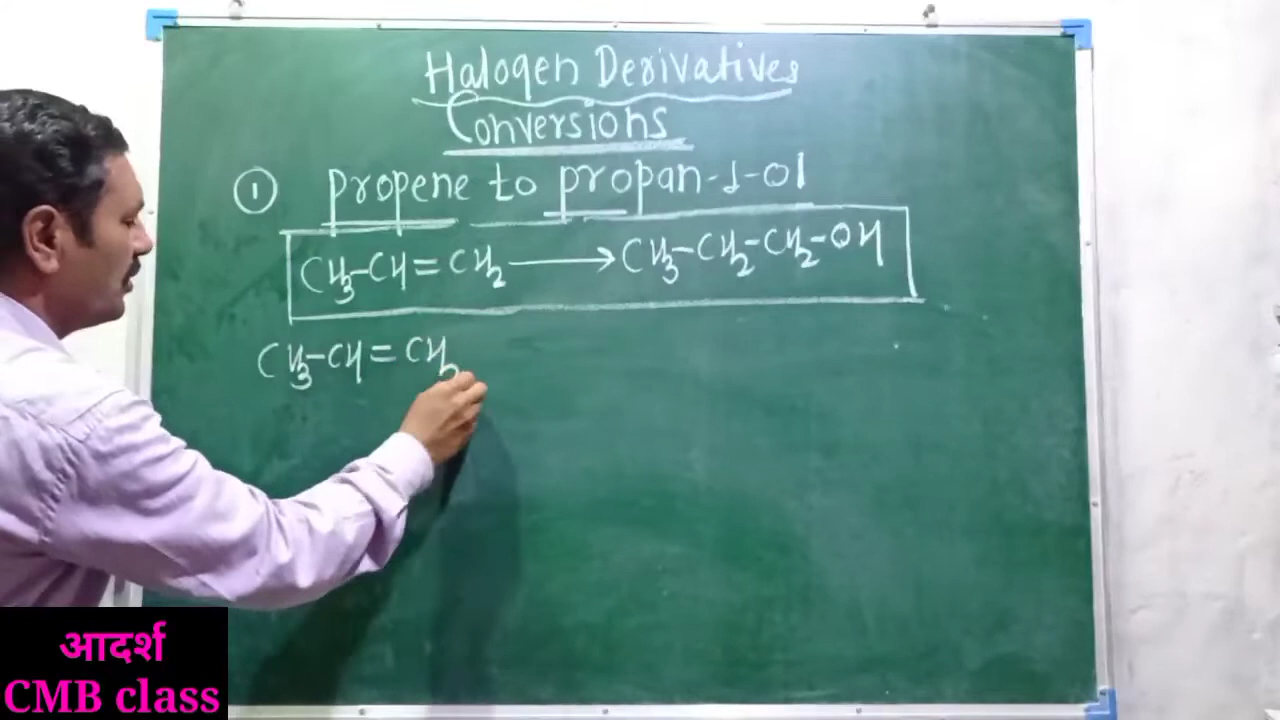 Halogen Derivatives
Conversions
① propene to propan-1-ol
CH₃-CH=CH₂ ⟶ CH₃-CH₂-CH₂-OH
CH₃-CH=CH₂
आदर्श
CMB class